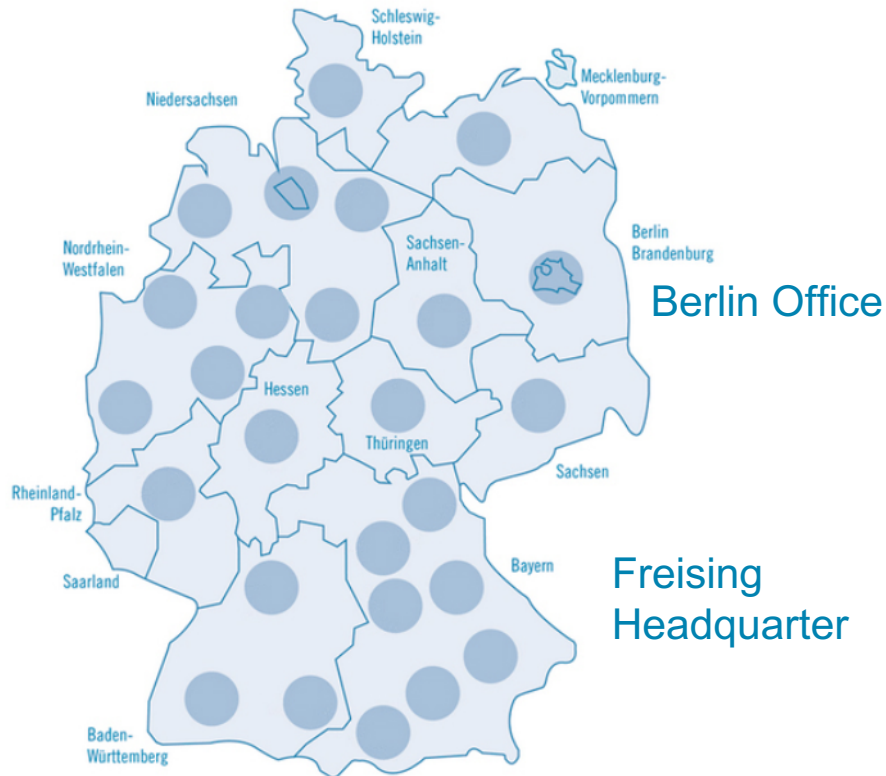 Schleswig-
Holstein
Mecklenburg-
Vorpommern
Niedersachsen
Berlin
Brandenburg
Nordrhein-
Westfalen
Sachsen-
Anhalt
Berlin Office
Hessen
Thüringen
Sachsen
Rheinland-
Pfalz
Saarland
Bayern
Freising
Headquarter
Baden-
Württemberg